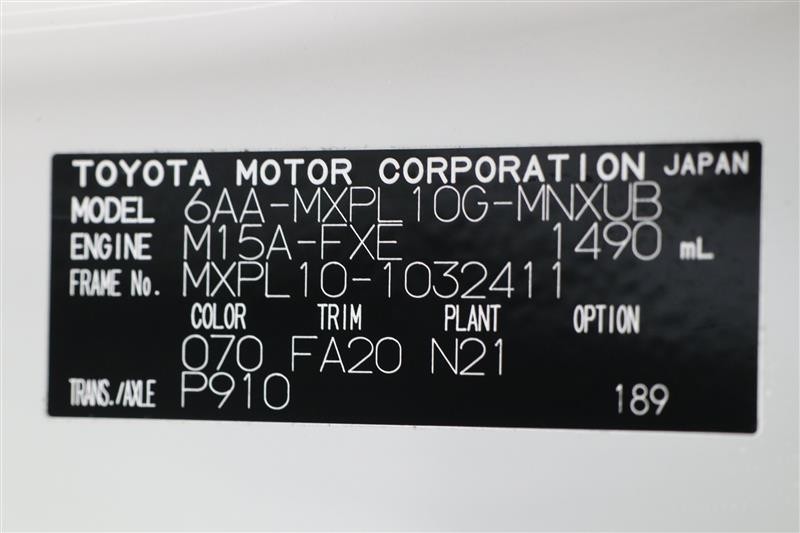 TOYOTA MOTOR CORPORATION JAPAN
MODEL 6AA-MXPL10G-MNXUB
ENGINE M15A-FXE 1490 mL
FRAME No. MXPL10-1032411
COLOR TRIM PLANT OPTION
070 FA20 N21
TRANS./AXLE P910 189